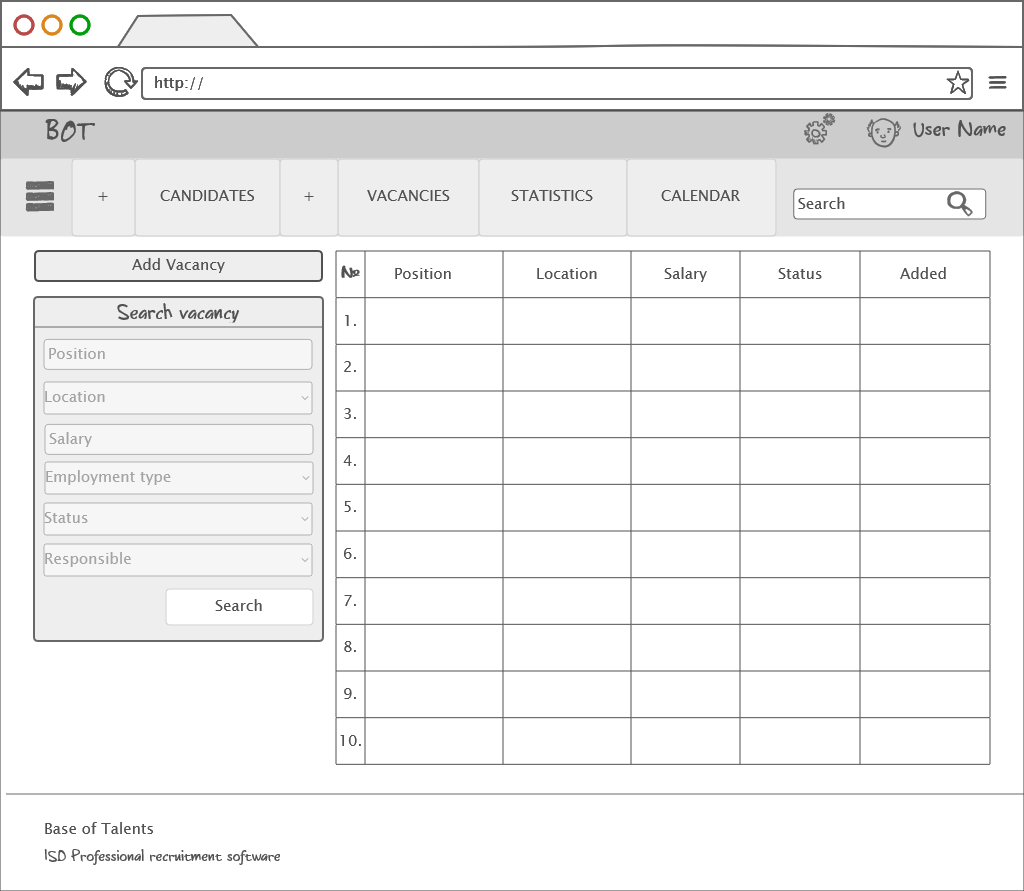 http://
BOT
User Name
+
CANDIDATES
+
VACANCIES
STATISTICS
CALENDAR
Search
Add Vacancy
Search vacancy
Position
Location
Salary
Employment type
Status
Responsible
Search
№ Position Location Salary Status Added
1.
2.
3.
4.
5.
6.
7.
8.
9.
10.
Base of Talents
ISD Professional recruitment software